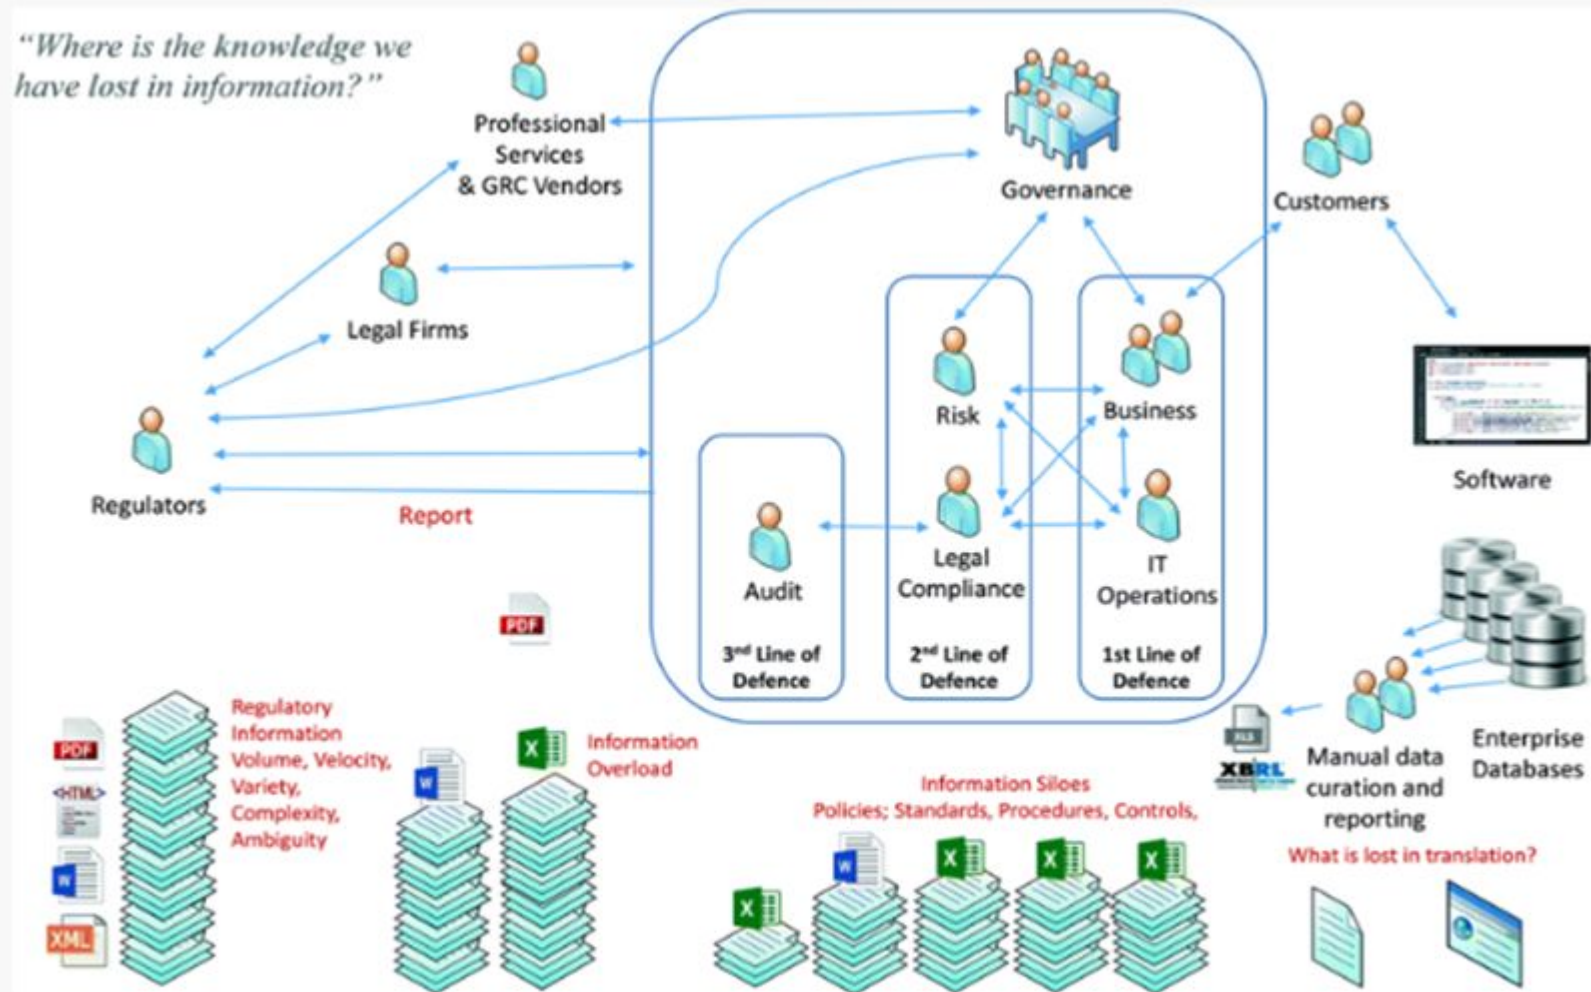 “Where is the knowledge we
have lost in information?”
Professional
Services
& GRC Vendors
Governance
Customers
Legal Firms
Risk
Business
Software
Regulators
Report
Audit
Legal
Compliance
IT
Operations
3nd Line of
Defence
2nd Line of
Defence
1st Line of
Defence
PDF
Regulatory
Information
Volume, Velocity,
Variety,
Complexity,
Ambiguity
PDF
<HTML>
W
XML
W
X
Information
Overload
Information Siloes
Policies; Standards, Procedures, Controls,
X
W
X
X
X
XLS
XBRL
Manual data
curation and
reporting
Enterprise
Databases
What is lost in translation?